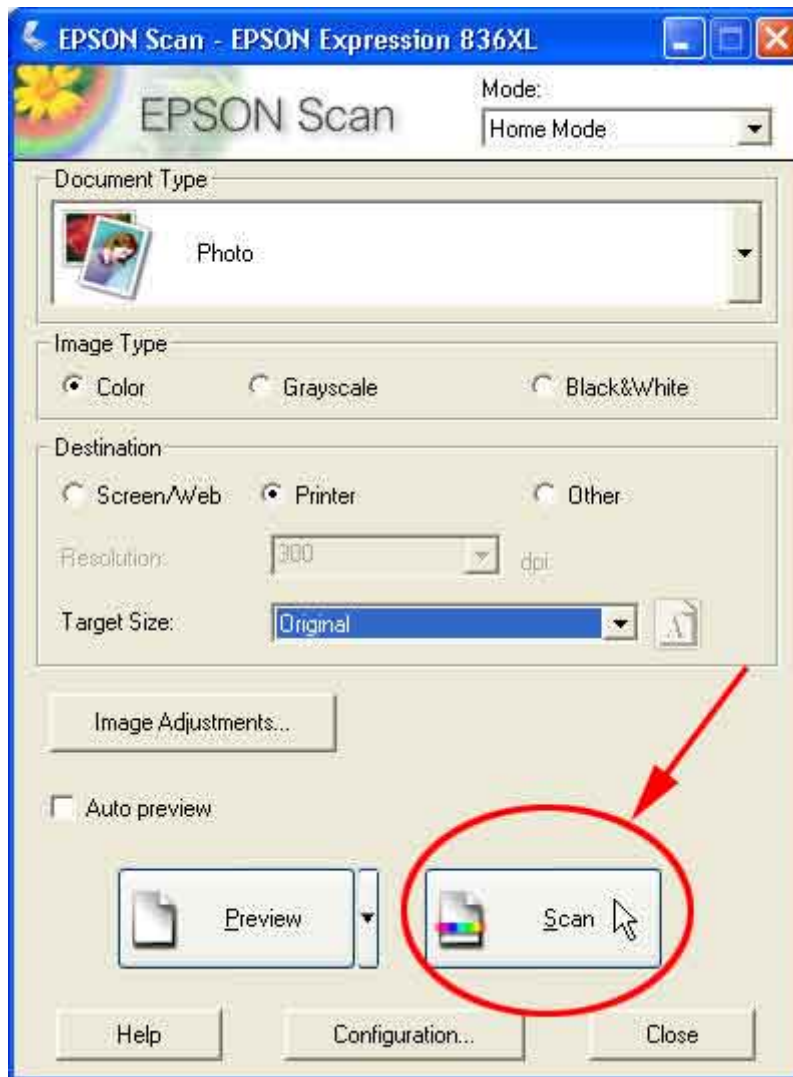 EPSON Scan - EPSON Expression 836XL
EPSON Scan
Mode:
Home Mode
Document Type
Photo
Image Type
Color Grayscale Black&White
Destination
Screen/Web Printer Other
Resolution: 300 dpi
Target Size: Original
A
Image Adjustments...
Auto preview
Preview Scan
Help Configuration... Close